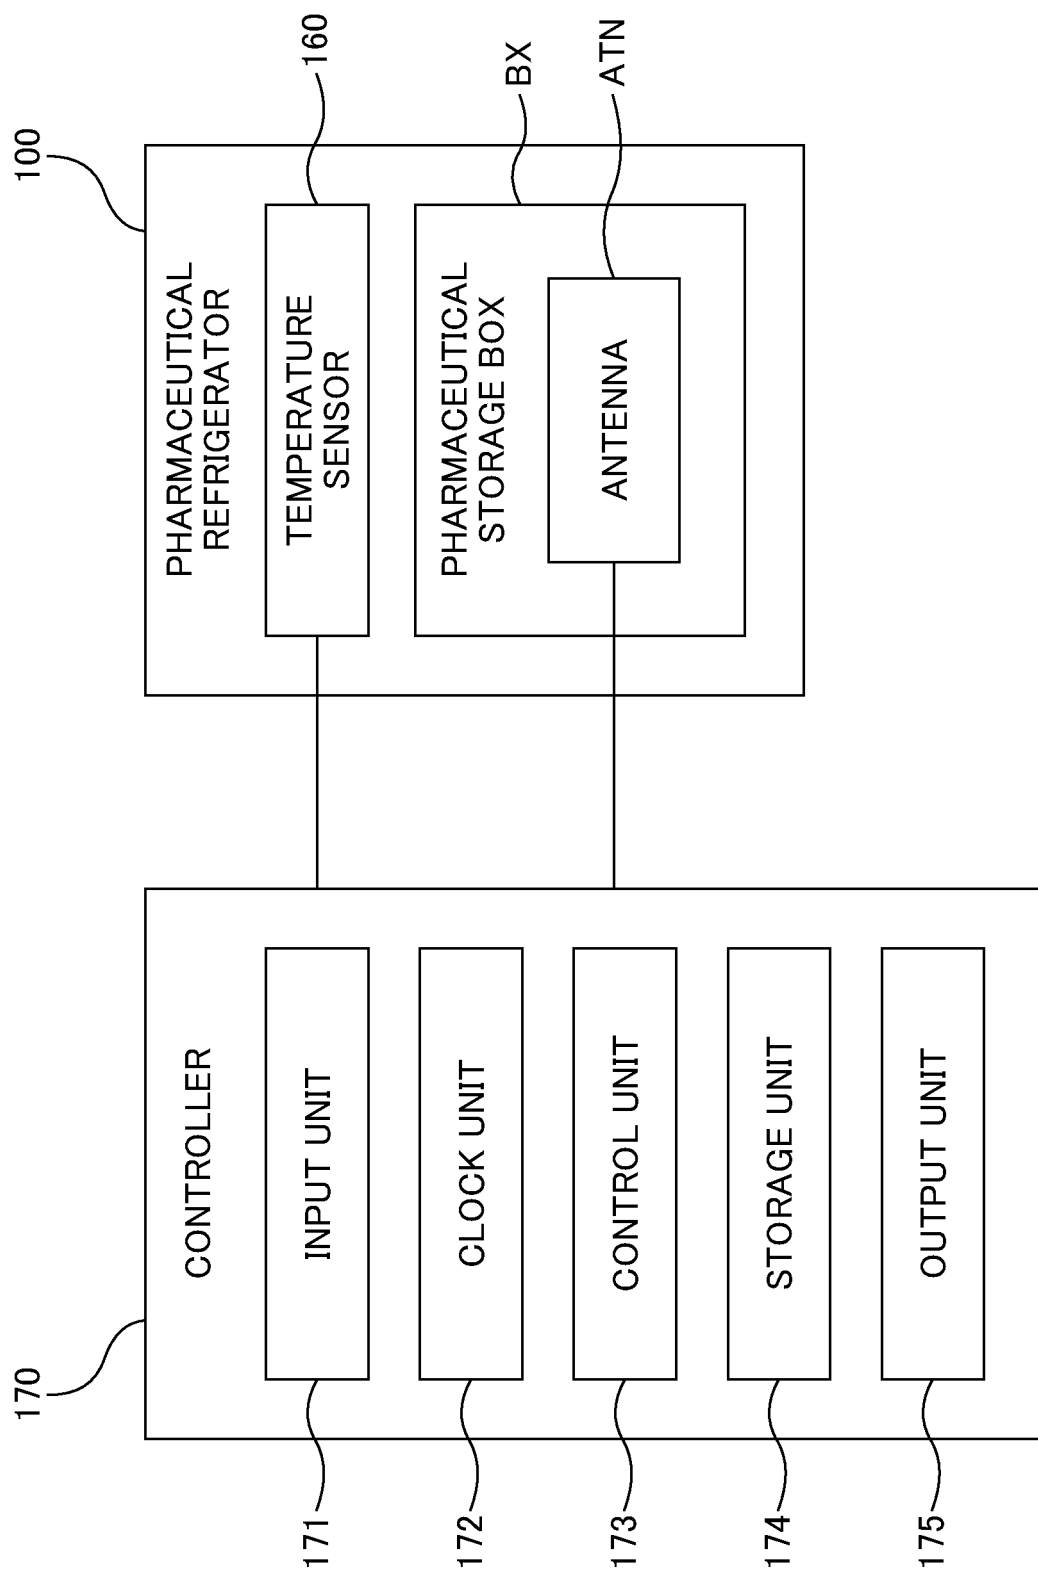 170
CONTROLLER
171
INPUT UNIT
172
CLOCK UNIT
173
CONTROL UNIT
174
STORAGE UNIT
175
OUTPUT UNIT
100
PHARMACEUTICAL
REFRIGERATOR
160
TEMPERATURE
SENSOR
BX
PHARMACEUTICAL
STORAGE BOX
ATN
ANTENNA